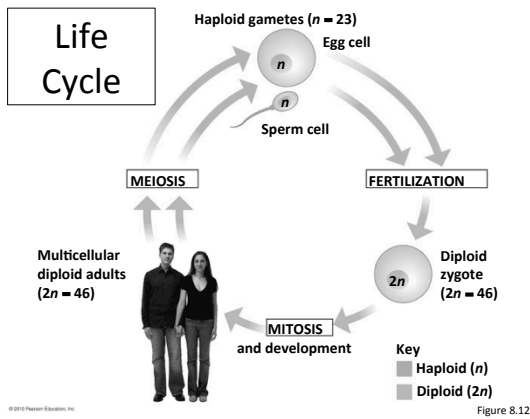 Life
Cycle
Haploid gametes (n = 23)
Egg cell
n
n
Sperm cell
MEIOSIS
FERTILIZATION
Multicellular
diploid adults
(2n = 46)
2n
Diploid
zygote
(2n = 46)
MITOSIS
and development
Key
Haploid (n)
Diploid (2n)
© 2010 Pearson Education, Inc.
Figure 8.12